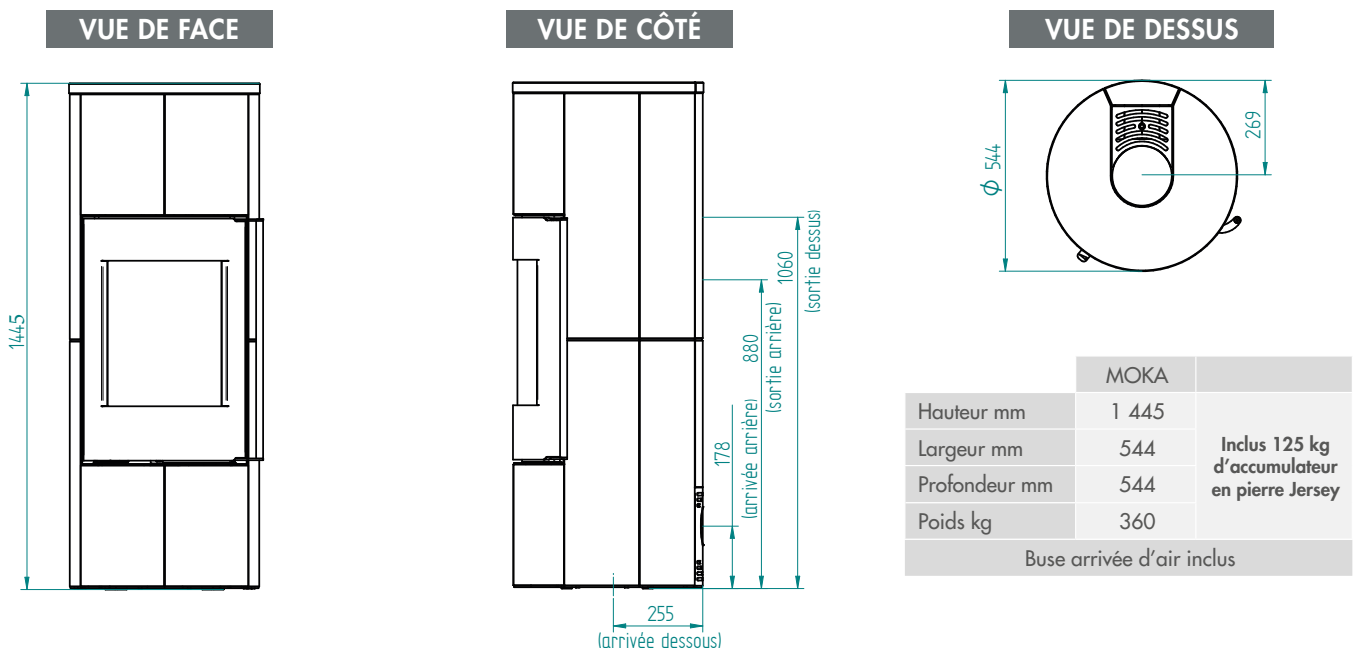 VUE DE FACE
VUE DE CÔTÉ
VUE DE DESSUS
1445
1060
(sortie dessus)
880
(sortie arrière)
178
(arrivée arrière)
255
(arrivée dessous)
ϕ 544
269
MOKA
Hauteur mm 1 445
Largeur mm 544
Profondeur mm 544
Poids kg 360
Inclus 125 kg
d'accumulateur
en pierre Jersey
Buse arrivée d'air inclus